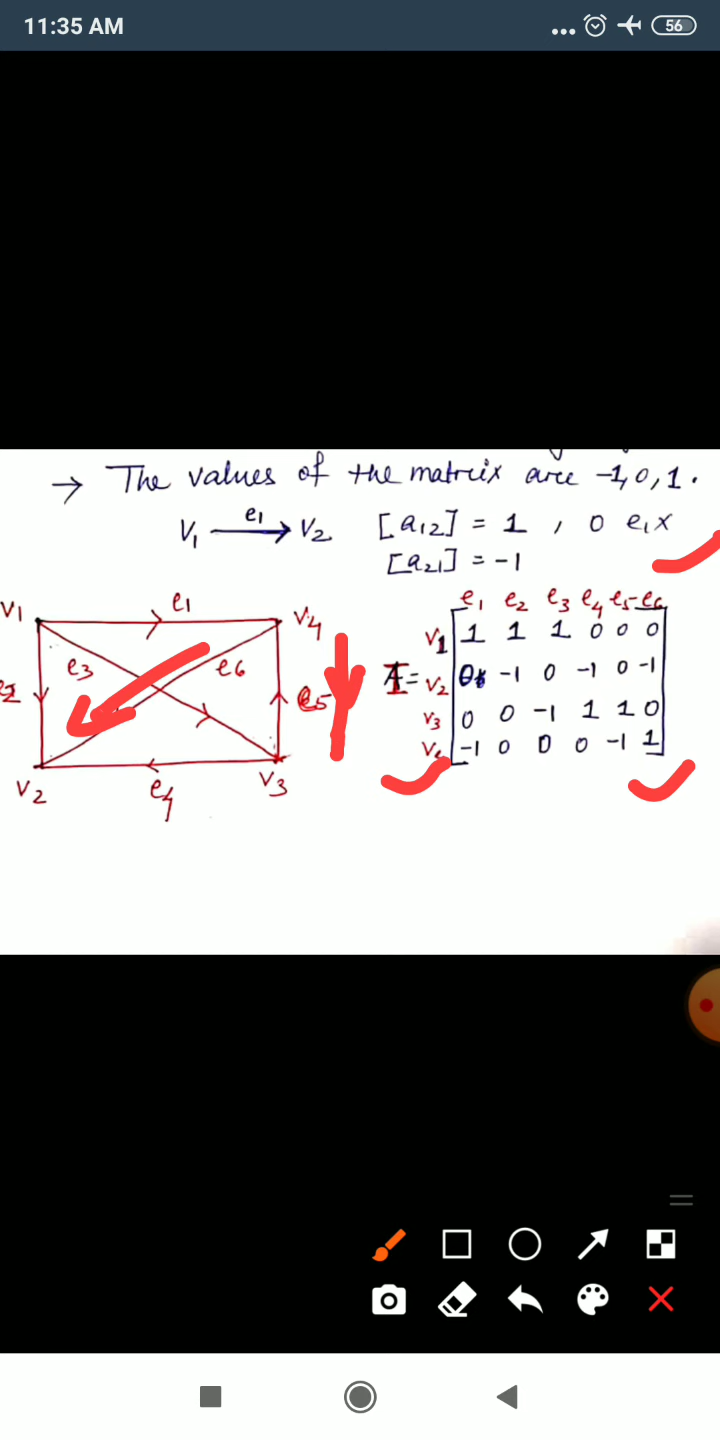 11:35 AM
56
→ The values of the matrix are -1, 0, 1.
V1 e1 → V2 [a12] = 1 , 0 e1x
[a21] = -1
V1 e1 V4
e1 e2 e3 e4 e5 e6
V1 1 1 1 0 0 0
e3 e6
e2 e5
V2 -1 0 -1 0 -1
V3 0 0 -1 1 1 0
V4 -1 0 0 0 -1 1
V2 e4 V3